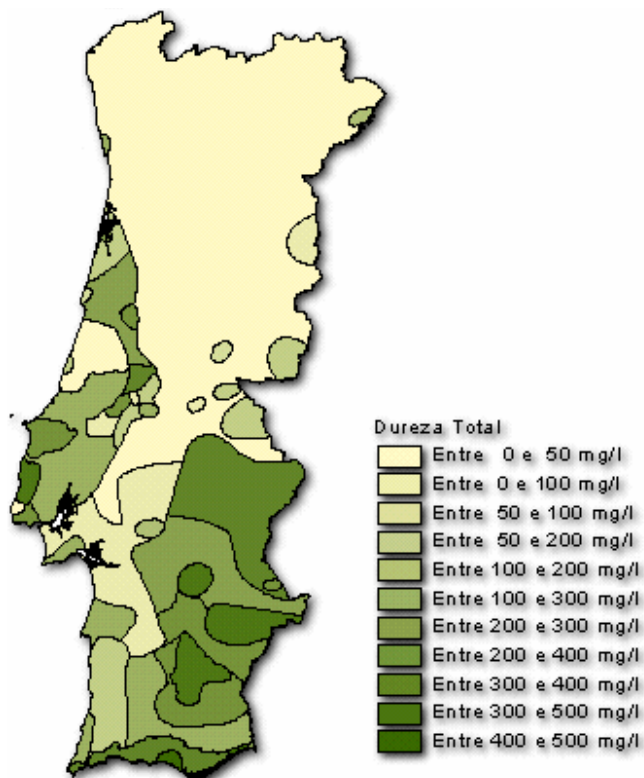 Dureza Total
Entre 0 e 50 mg/l
Entre 0 e 100 mg/l
Entre 50 e 100 mg/l
Entre 50 e 200 mg/l
Entre 100 e 200 mg/l
Entre 100 e 300 mg/l
Entre 200 e 300 mg/l
Entre 200 e 400 mg/l
Entre 300 e 400 mg/l
Entre 300 e 500 mg/l
Entre 400 e 500 mg/l